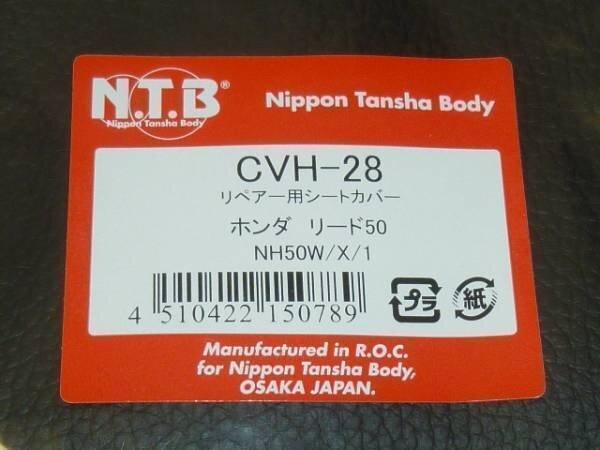 N.T.B®
Nippon Tansha Body
Nippon Tansha Body
CVH-28
リペアー用シートカバー
ホンダ リード50
NH50W/X/1
4 510422 150789
プラ
紙
Manufactured in R.O.C.
for Nippon Tansha Body,
OSAKA JAPAN.